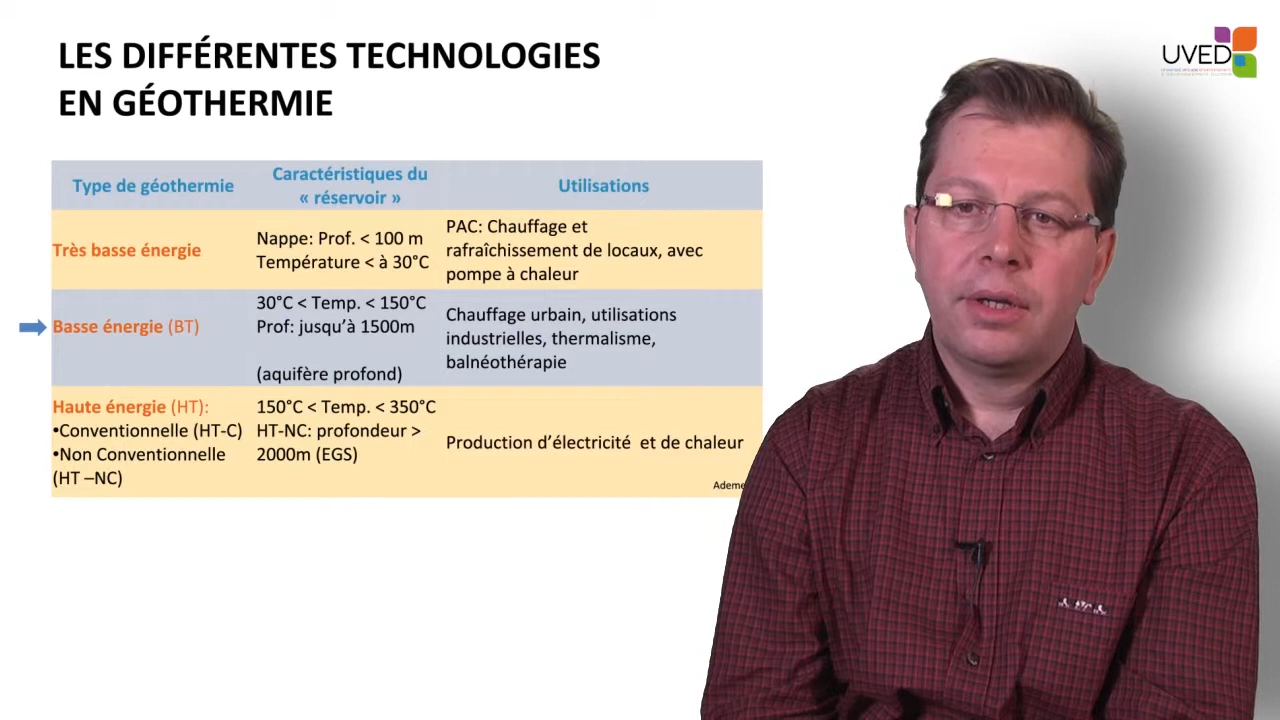 LES DIFFÉRENTES TECHNOLOGIES
EN GÉOTHERMIE
UVED
Type de géothermie
Caractéristiques du
« réservoir »
Utilisations
Très basse énergie
Nappe: Prof. < 100 m
Température < à 30°C
PAC: Chauffage et
rafraîchissement de locaux, avec
pompe à chaleur
Basse énergie (BT)
30°C < Temp. < 150°C
Prof: jusqu’à 1500m
(aquifère profond)
Chauffage urbain, utilisations
industrielles, thermalisme,
balnéothérapie
Haute énergie (HT):
•Conventionnelle (HT-C)
•Non Conventionnelle
(HT –NC)
150°C < Temp. < 350°C
HT-NC: profondeur >
2000m (EGS)
Production d’électricité et de chaleur
Ademe